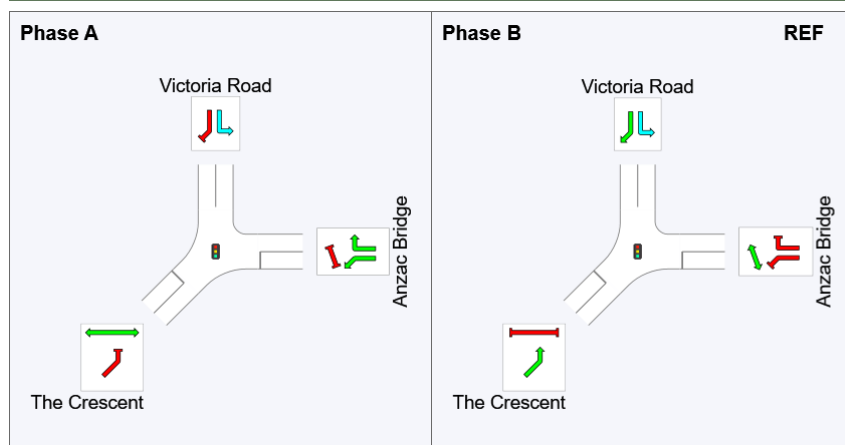 Phase A
Victoria Road
Anzac Bridge
The Crescent
Phase B
REF
Victoria Road
Anzac Bridge
The Crescent